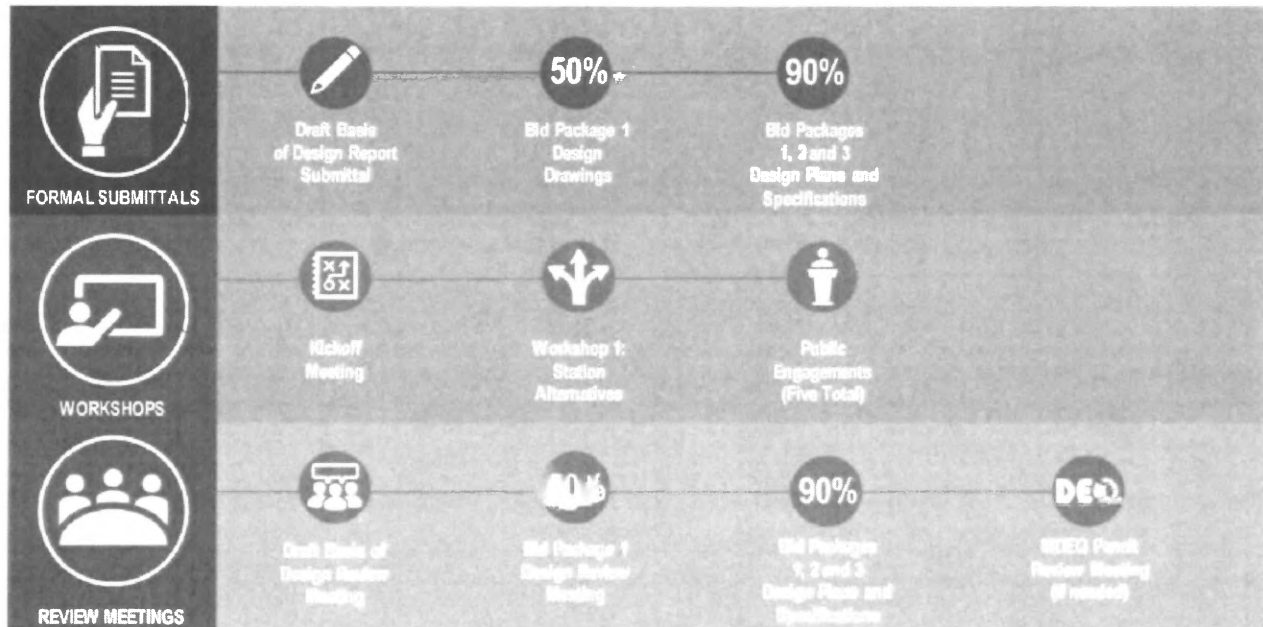 50%
90%
Draft Basis
of Design Report
Submittal
Bid Package 1
Design
Drawings
Bid Packages
1, 2 and 3
Design Plans and
Specifications
FORMAL SUBMITTALS
Kickoff
Meeting
Workshop 1:
Station
Alternatives
Public
Engagements
(Five Total)
WORKSHOPS
90%
DEQ
Draft Basis of
Design Review
Meeting
Bid Package 1
Design Review
Meeting
Bid Packages
1, 2 and 3
Design Plans and
Specifications
Permit
Review Meeting
(if needed)
REVIEW MEETINGS